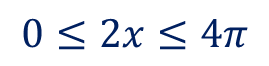 0 ≤ 2𝑥 ≤ 4𝜋